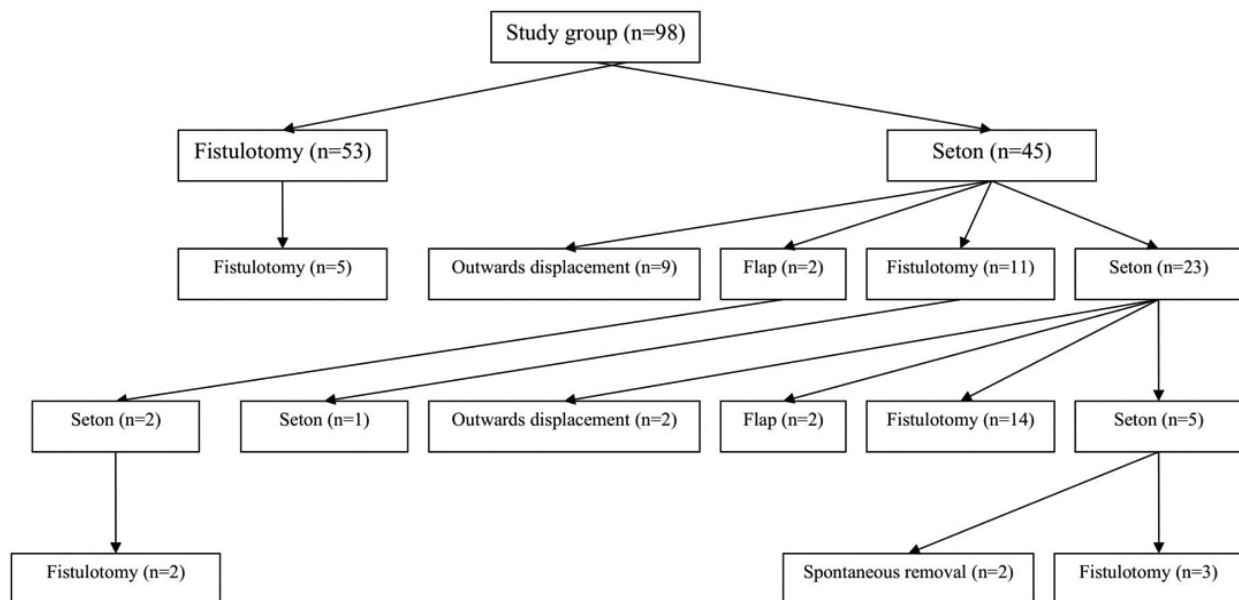 Study group (n=98)
Fistulotomy (n=53)
Seton (n=45)
Fistulotomy (n=5)
Outwards displacement (n=9)
Flap (n=2)
Fistulotomy (n=11)
Seton (n=23)
Seton (n=2)
Seton (n=1)
Outwards displacement (n=2)
Flap (n=2)
Fistulotomy (n=14)
Seton (n=5)
Fistulotomy (n=2)
Spontaneous removal (n=2)
Fistulotomy (n=3)